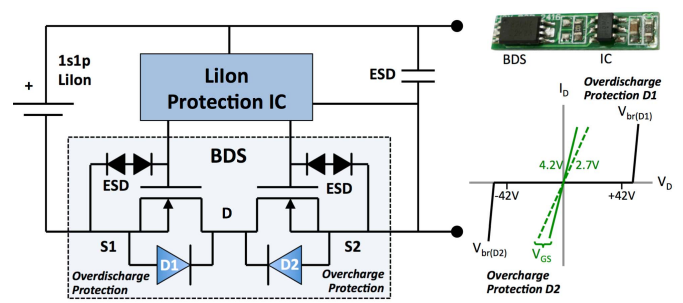 1s1p
LiIon
+
LiIon
Protection IC
ESD
BDS
ESD
ESD
D
S1
S2
D1
D2
Overdischarge
Protection
Overcharge
Protection
BDS
IC
Overdischarge
Protection D1
I_D
V_br(D1)
4.2V
2.7V
V_D
-42V
+42V
V_br(D2)
V_GS
Overcharge
Protection D2